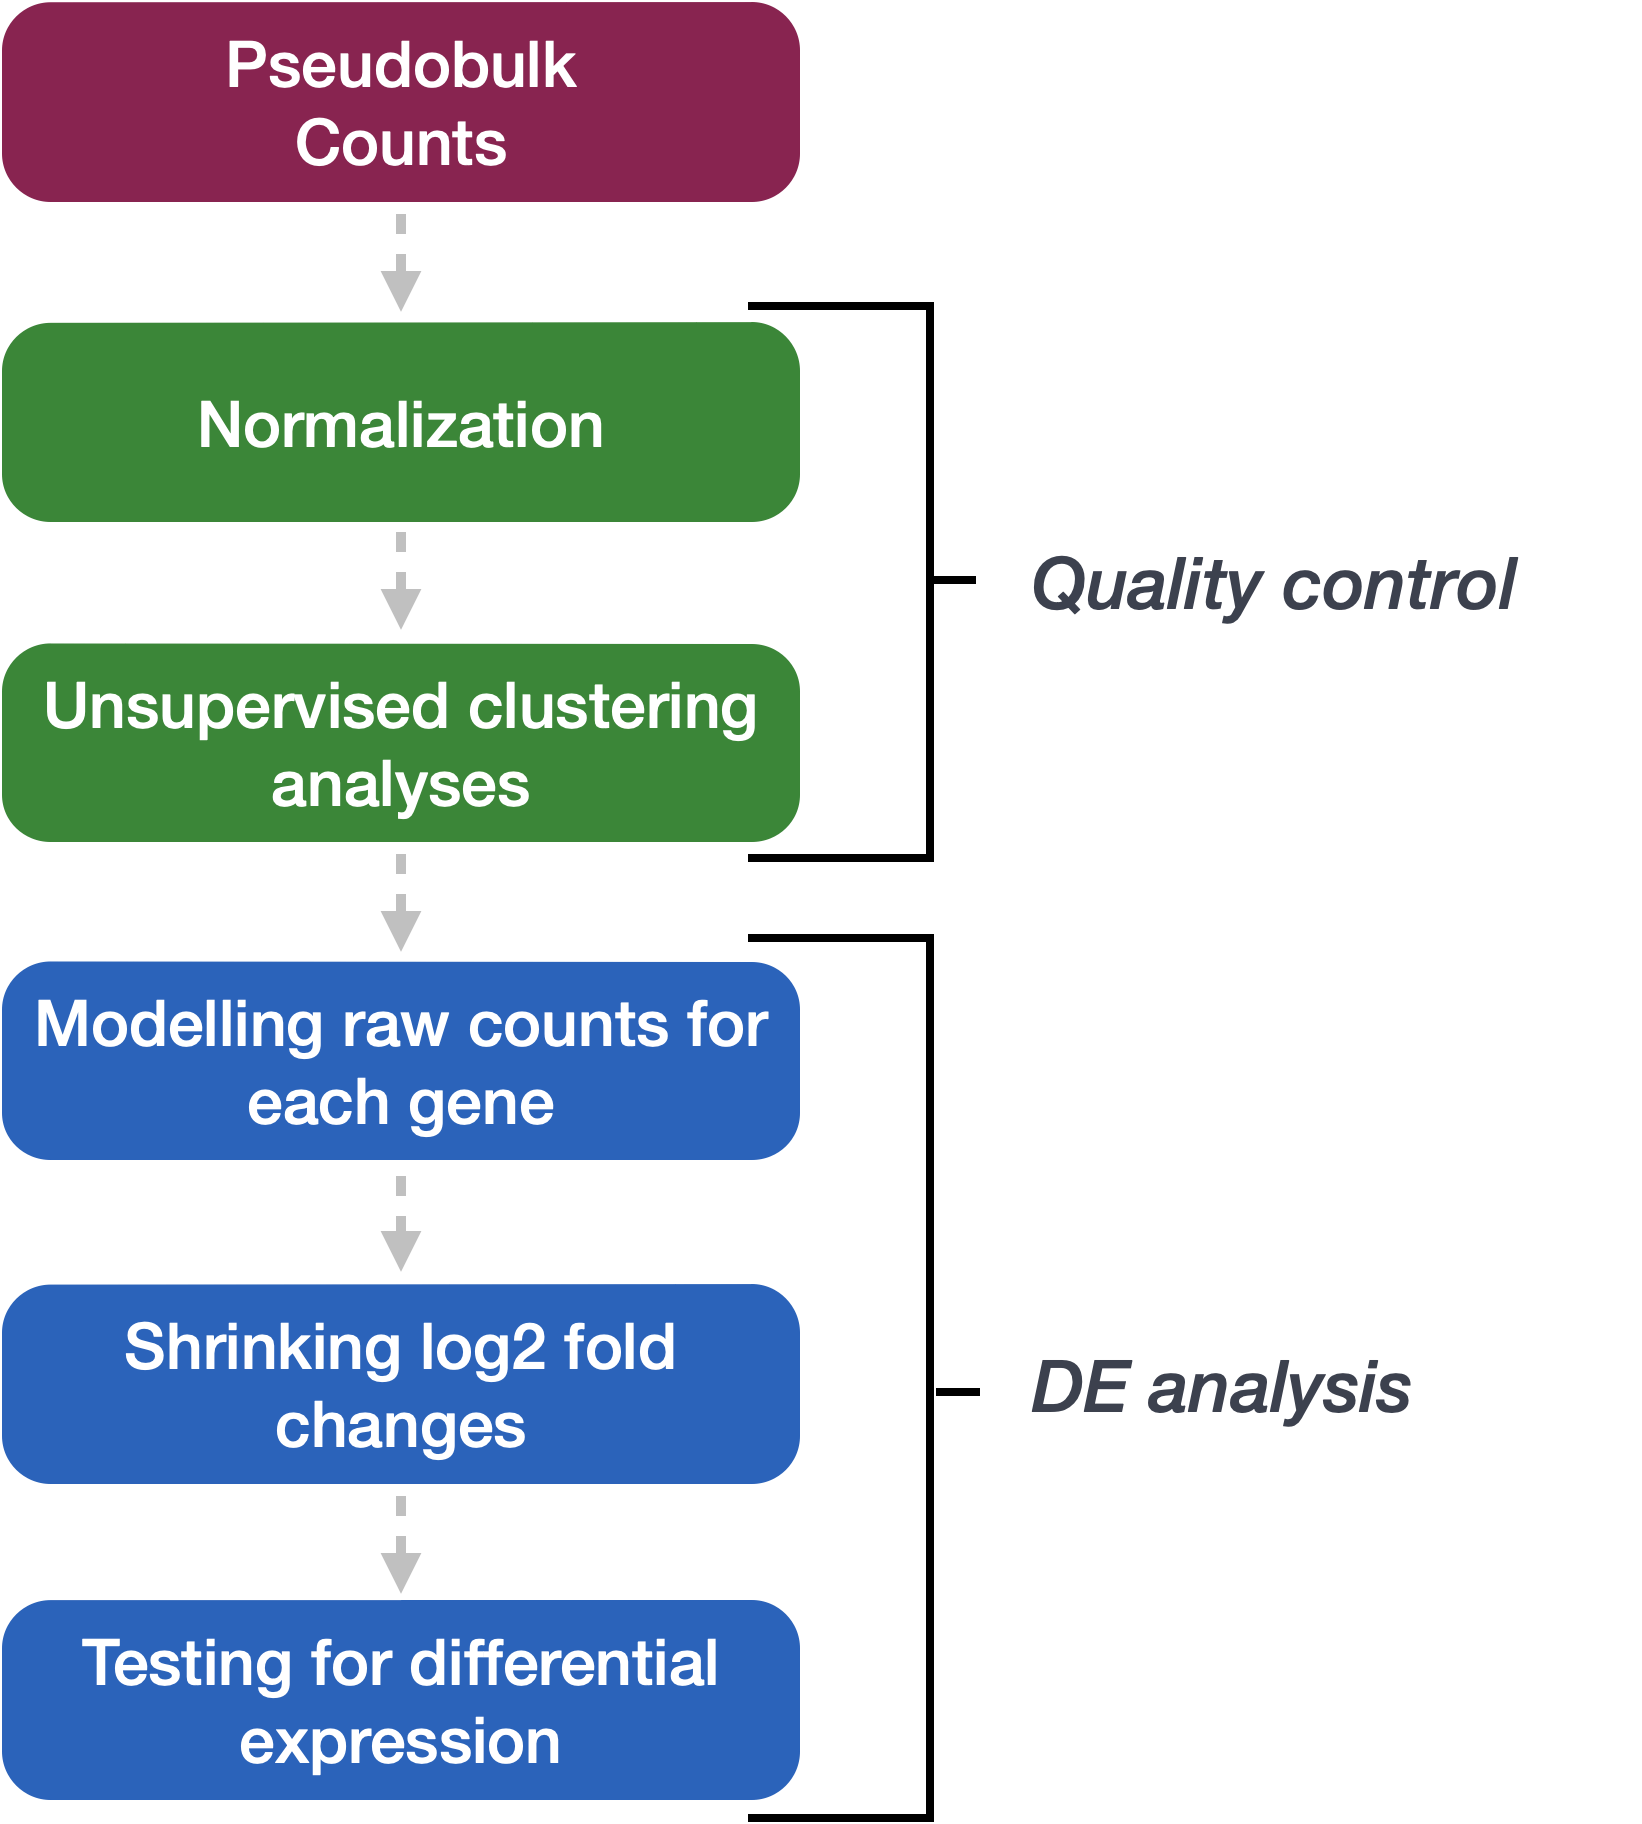 Pseudobulk
Counts
Normalization
Unsupervised clustering
analyses
Quality control
Modelling raw counts for
each gene
Shrinking log2 fold
changes
DE analysis
Testing for differential
expression